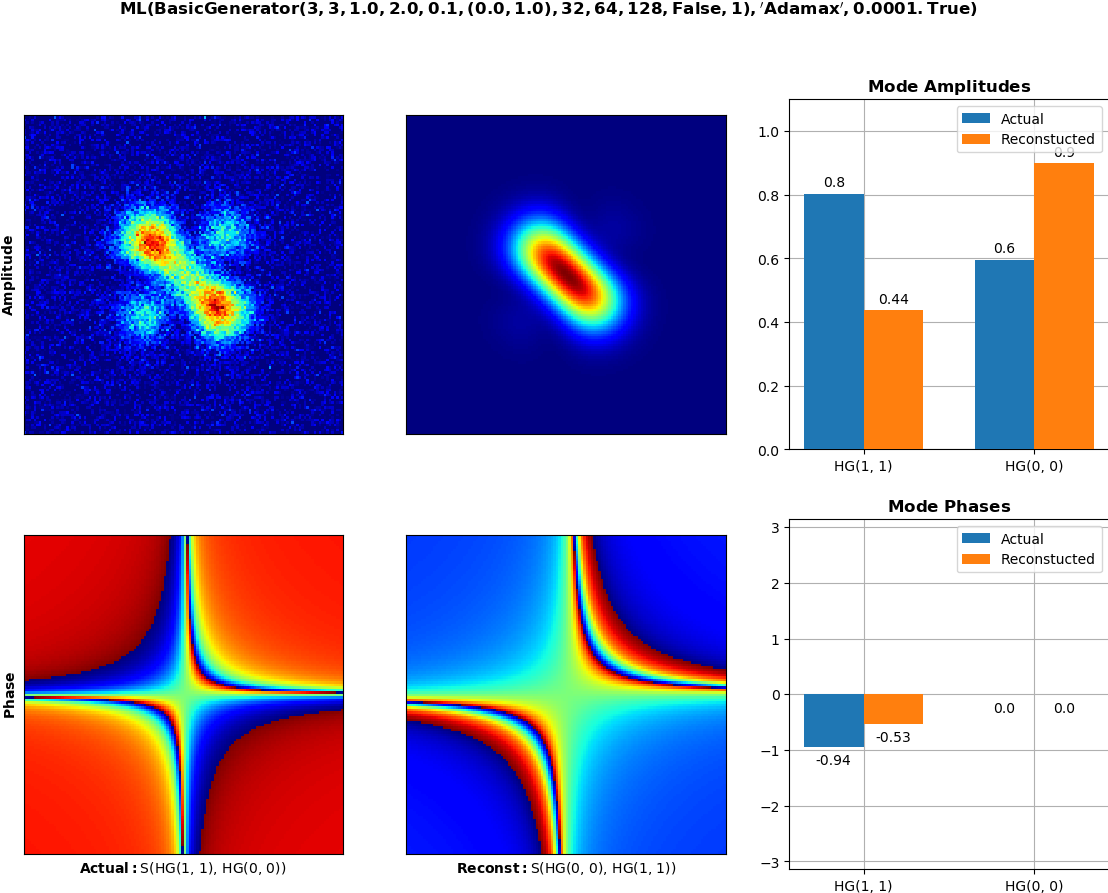 ML(BasicGenerator(3, 3, 1.0, 2.0, 0.1, (0.0, 1.0), 32, 64, 128, False, 1), ′Adamax′, 0.0001. True)
Mode Amplitudes
Amplitude
1.0
0.8
0.6
0.4
0.2
0.0
Actual
Reconstucted
0.8
0.44
0.6
0.9
HG(1, 1)
HG(0, 0)
Mode Phases
Phase
3
2
1
0
−1
−2
−3
Actual
Reconstucted
-0.94
-0.53
0.0
0.0
HG(1, 1)
HG(0, 0)
Actual: S(HG(1, 1), HG(0, 0))
Reconst: S(HG(0, 0), HG(1, 1))